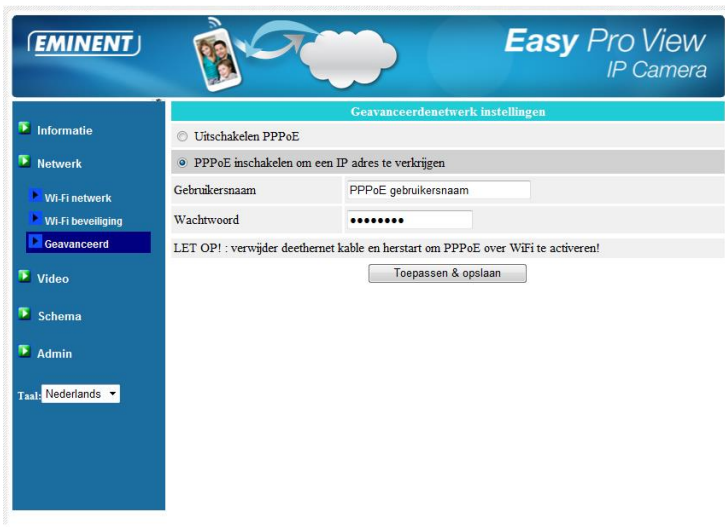 EMINENT
Easy Pro View
IP Camera
Informatie
Netwerk
Wi-Fi netwerk
Wi-Fi beveiliging
Geavanceerd
Video
Schema
Admin
Taal: Nederlands
Geavanceerdenetwerk instellingen
Uitschakelen PPPoE
PPPoE inschakelen om een IP adres te verkrijgen
Gebruikersnaam PPPoE gebruikersnaam
Wachtwoord ••••••••
LET OP! : verwijder deethernet kable en herstart om PPPoE over WiFi te activeren!
Toepassen & opslaan